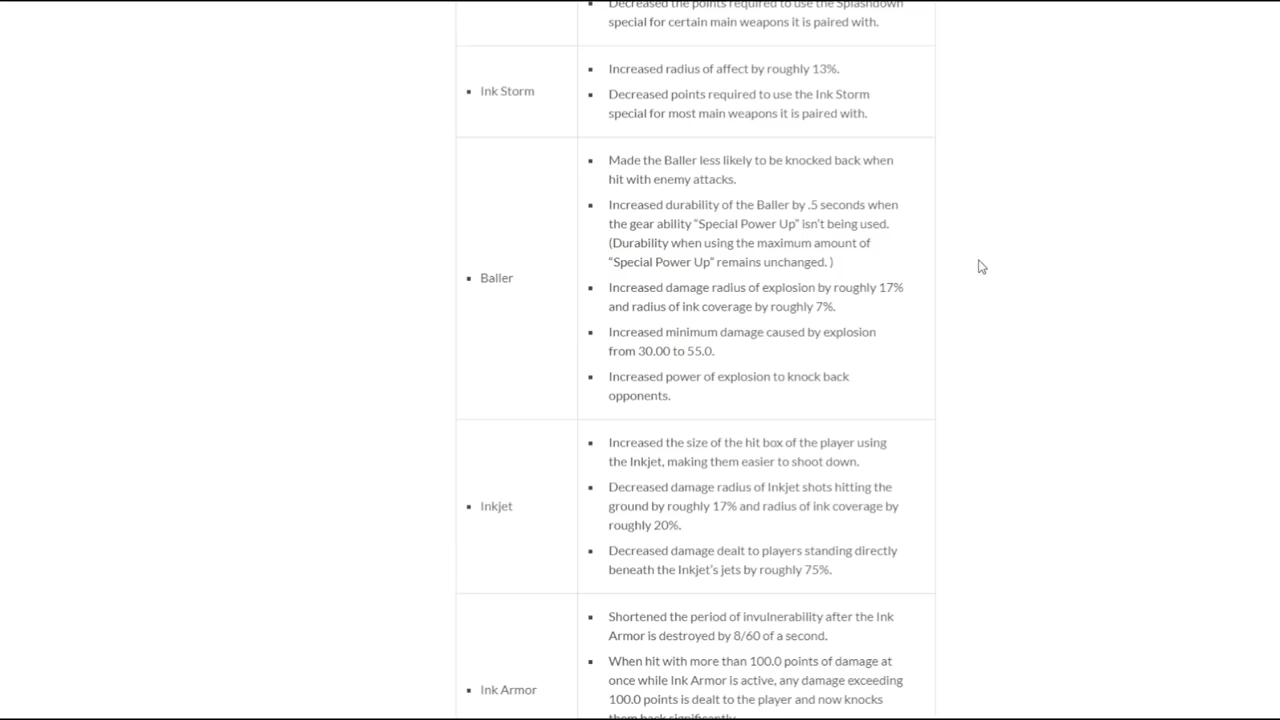 Decreased the points required to use the Splashdown
special for certain main weapons it is paired with.
Ink Storm
Increased radius of affect by roughly 13%.
Decreased points required to use the Ink Storm
special for most main weapons it is paired with.
Baller
Made the Baller less likely to be knocked back when
hit with enemy attacks.
Increased durability of the Baller by .5 seconds when
the gear ability “Special Power Up” isn’t being used.
(Durability when using the maximum amount of
“Special Power Up” remains unchanged. )
Increased damage radius of explosion by roughly 17%
and radius of ink coverage by roughly 7%.
Increased minimum damage caused by explosion
from 30.00 to 55.0.
Increased power of explosion to knock back
opponents.
Inkjet
Increased the size of the hit box of the player using
the Inkjet, making them easier to shoot down.
Decreased damage radius of Inkjet shots hitting the
ground by roughly 17% and radius of ink coverage by
roughly 20%.
Decreased damage dealt to players standing directly
beneath the Inkjet’s jets by roughly 75%.
Ink Armor
Shortened the period of invulnerability after the Ink
Armor is destroyed by 8/60 of a second.
When hit with more than 100.0 points of damage at
once while Ink Armor is active, any damage exceeding
100.0 points is dealt to the player and now knocks
them back significantly.